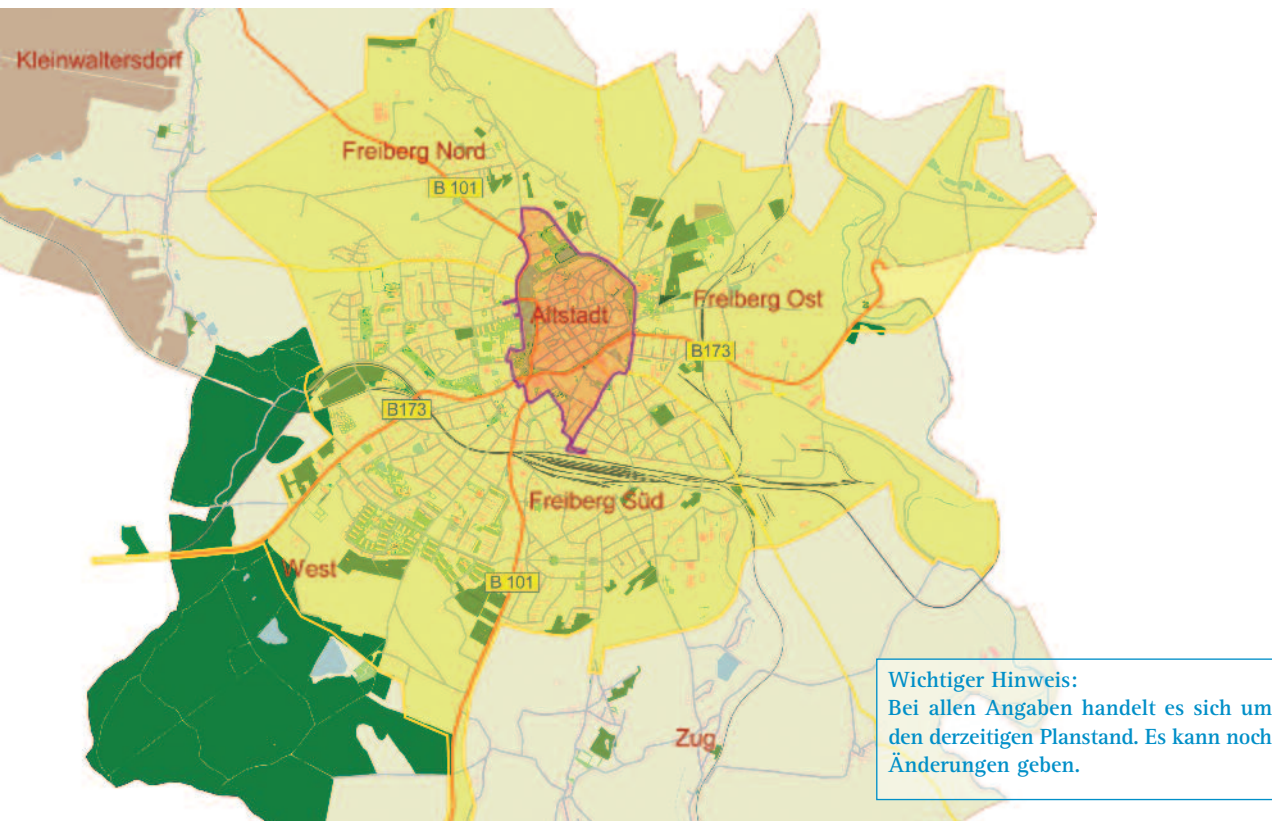 Kleinwaltersdorf
Freiberg Nord
B 101
Freiberg Ost
Altstadt
B173
B173
Freiberg Süd
West
B 101
Zug
Wichtiger Hinweis:
Bei allen Angaben handelt es sich um
den derzeitigen Planstand. Es kann noch
Änderungen geben.